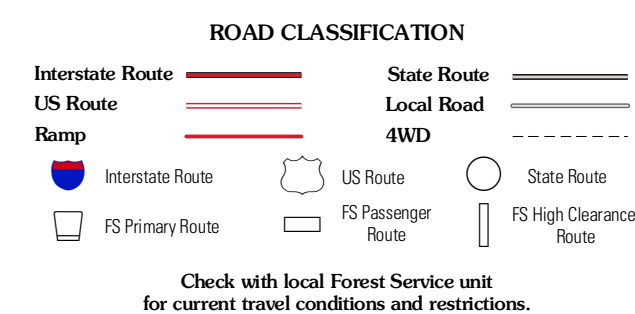 ROAD CLASSIFICATION
Interstate Route
State Route
US Route
Local Road
Ramp
4WD
Interstate Route
US Route
State Route
FS Primary Route
FS Passenger
Route
FS High Clearance
Route
Check with local Forest Service unit
for current travel conditions and restrictions.